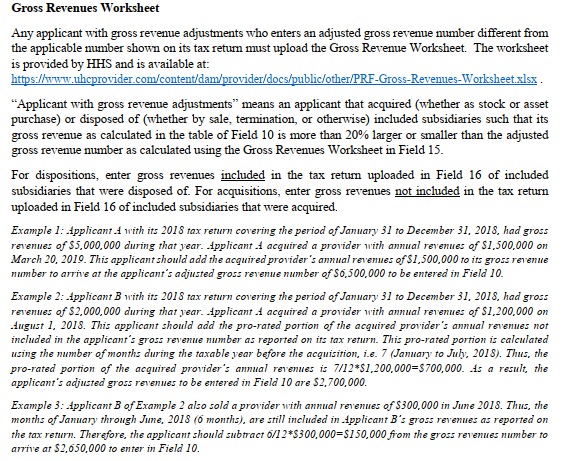 Gross Revenues Worksheet
Any applicant with gross revenue adjustments who enters an adjusted gross revenue number different from
the applicable number shown on its tax return must upload the Gross Revenue Worksheet. The worksheet
is provided by HHS and is available at:
https://www.uhcprovider.com/content/dam/provider/docs/public/other/PRF-Gross-Revenues-Worksheet.xlsx .
“Applicant with gross revenue adjustments” means an applicant that acquired (whether as stock or asset
purchase) or disposed of (whether by sale, termination, or otherwise) included subsidiaries such that its
gross revenue as calculated in the table of Field 10 is more than 20% larger or smaller than the adjusted
gross revenue number as calculated using the Gross Revenues Worksheet in Field 15.
For dispositions, enter gross revenues included in the tax return uploaded in Field 16 of included
subsidiaries that were disposed of. For acquisitions, enter gross revenues not included in the tax return
uploaded in Field 16 of included subsidiaries that were acquired.
Example 1: Applicant A with its 2018 tax return covering the period of January 31 to December 31, 2018, had gross
revenues of $5,000,000 during that year. Applicant A acquired a provider with annual revenues of $1,500,000 on
March 20, 2019. This applicant should add the acquired provider's annual revenues of $1,500,000 to its gross revenue
number to arrive at the applicant's adjusted gross revenue number of $6,500,000 to be entered in Field 10.
Example 2: Applicant B with its 2018 tax return covering the period of January 31 to December 31, 2018, had gross
revenues of $2,000,000 during that year. Applicant A acquired a provider with annual revenues of $1,200,000 on
August 1, 2018. This applicant should add the pro-rated portion of the acquired provider's annual revenues not
included in the applicant's gross revenue number as reported on its tax return. This pro-rated portion is calculated
using the number of months during the taxable year before the acquisition, i.e. 7 (January to July, 2018). Thus, the
pro-rated portion of the acquired provider's annual revenues is 7/12*$1,200,000=$700,000. As a result, the
applicant's adjusted gross revenues to be entered in Field 10 are $2,700,000.
Example 3: Applicant B of Example 2 also sold a provider with annual revenues of $300,000 in June 2018. Thus, the
months of January through June, 2018 (6 months), are still included in Applicant B's gross revenues as reported on
the tax return. Therefore, the applicant should subtract 6/12*$300,000=$150,000 from the gross revenues number to
arrive at $2,650,000 to enter in Field 10.